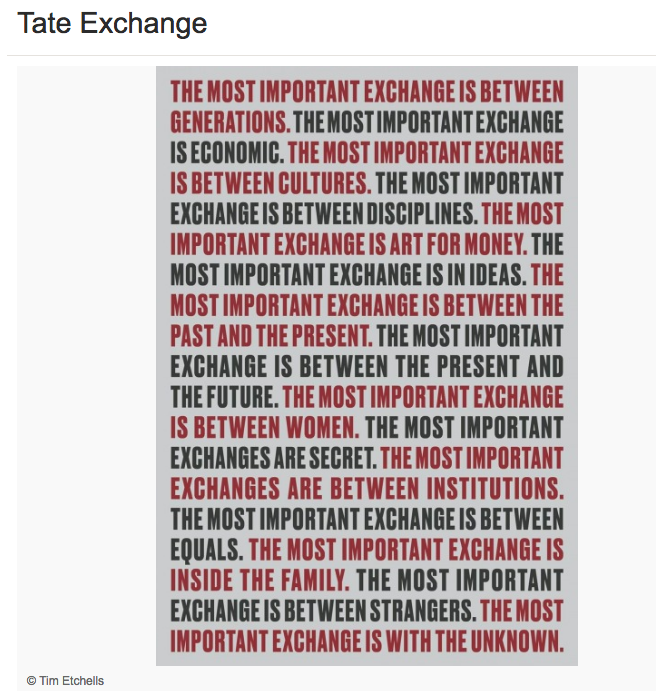 Tate Exchange
THE MOST IMPORTANT EXCHANGE IS BETWEEN
GENERATIONS. THE MOST IMPORTANT EXCHANGE
IS ECONOMIC. THE MOST IMPORTANT EXCHANGE
IS BETWEEN CULTURES. THE MOST IMPORTANT
EXCHANGE IS BETWEEN DISCIPLINES. THE MOST
IMPORTANT EXCHANGE IS ART FOR MONEY. THE
MOST IMPORTANT EXCHANGE IS IN IDEAS. THE
MOST IMPORTANT EXCHANGE IS BETWEEN THE
PAST AND THE PRESENT. THE MOST IMPORTANT
EXCHANGE IS BETWEEN THE PRESENT AND
THE FUTURE. THE MOST IMPORTANT EXCHANGE
IS BETWEEN WOMEN. THE MOST IMPORTANT
EXCHANGES ARE SECRET. THE MOST IMPORTANT
EXCHANGES ARE BETWEEN INSTITUTIONS.
THE MOST IMPORTANT EXCHANGE IS BETWEEN
EQUALS. THE MOST IMPORTANT EXCHANGE IS
INSIDE THE FAMILY. THE MOST IMPORTANT
EXCHANGE IS BETWEEN STRANGERS. THE MOST
IMPORTANT EXCHANGE IS WITH THE UNKNOWN.
© Tim Etchells